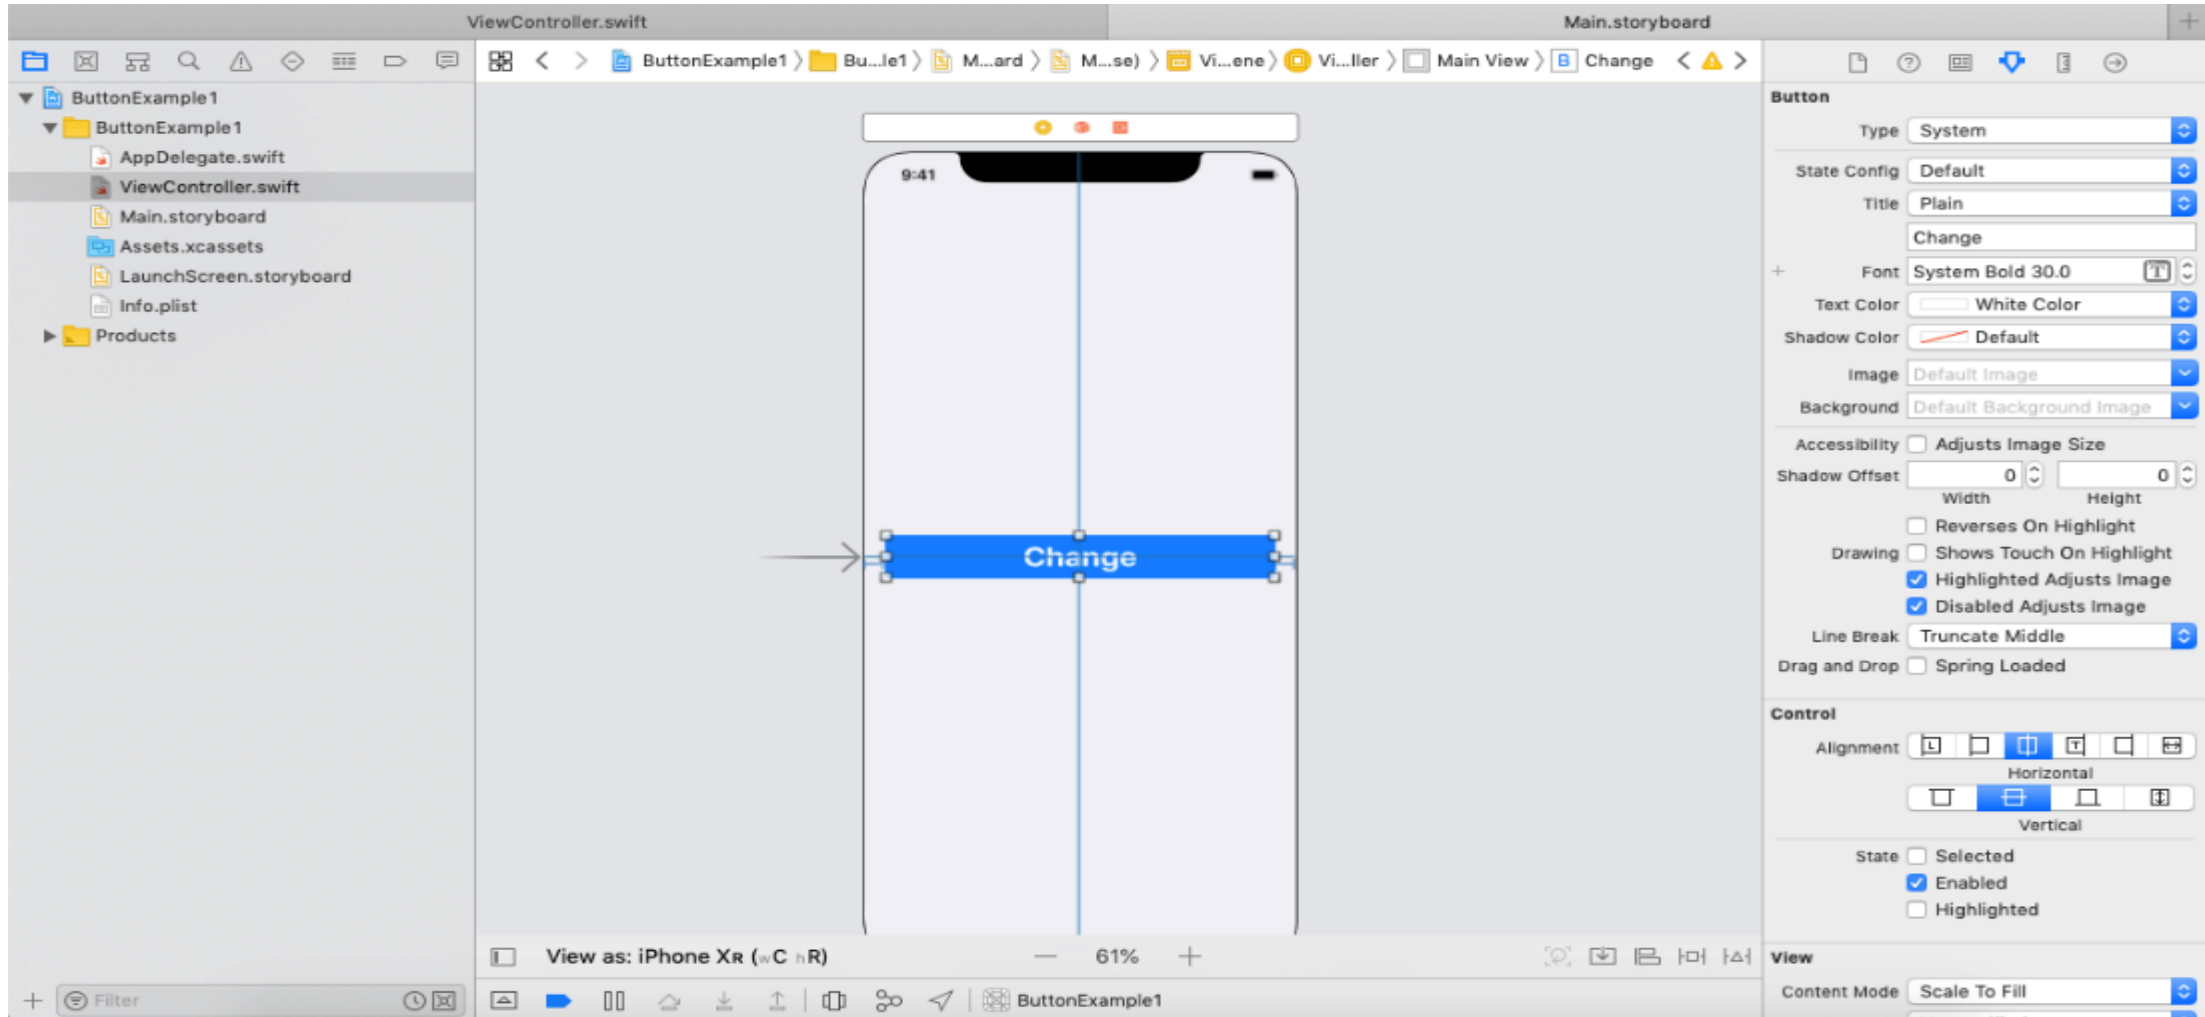 ViewController.swift
Main.storyboard
ButtonExample1 Bu...le1 M...ard M...se) Vi...ene Vi...ller Main View B Change
ButtonExample1
ButtonExample1
AppDelegate.swift
ViewController.swift
Main.storyboard
Assets.xcassets
LaunchScreen.storyboard
Info.plist
Products
Filter
9:41
Change
View as: iPhone XR (wC hR)
61%
ButtonExample1
Button
Type System
State Config Default
Title Plain
Change
Font System Bold 30.0 T
Text Color White Color
Shadow Color Default
Image Default Image
Background Default Background Image
Accessibility Adjusts Image Size
Shadow Offset 0 0
Width Height
Reverses On Highlight
Drawing Shows Touch On Highlight
Highlighted Adjusts Image
Disabled Adjusts Image
Line Break Truncate Middle
Drag and Drop Spring Loaded
Control
Alignment L T
Horizontal
Vertical
State Selected
Enabled
Highlighted
View
Content Mode Scale To Fill